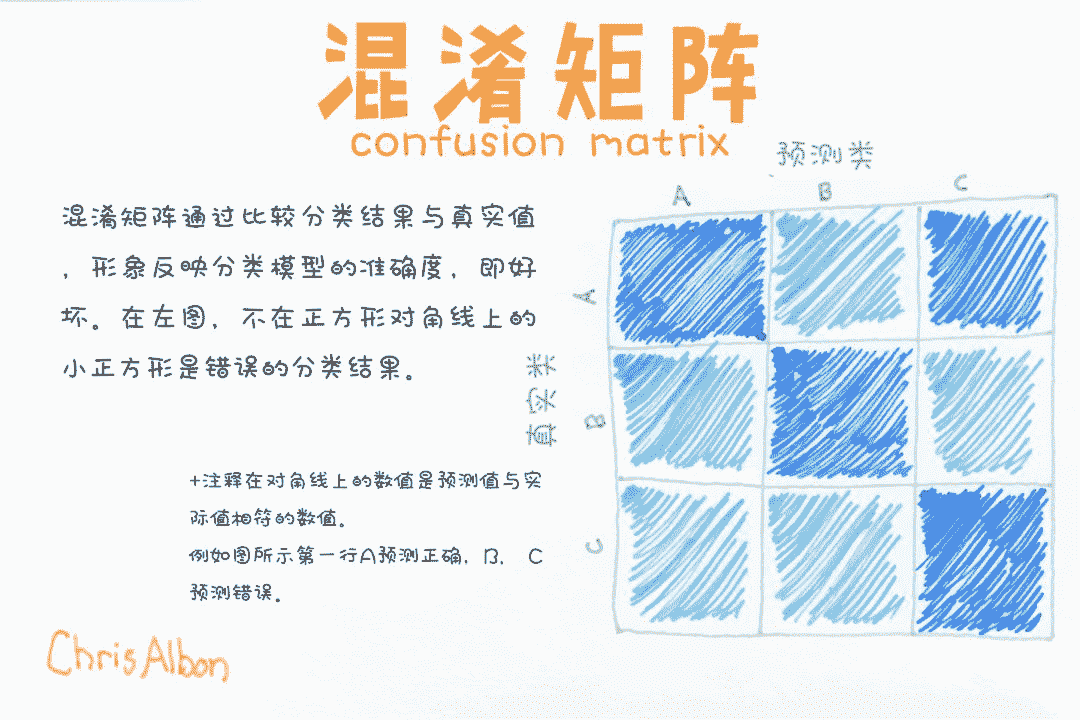 混淆矩阵
confusion matrix
预测类
A B C
混淆矩阵通过比较分类结果与真实值
，形象反映分类模型的准确度，即好
坏。在左图，不在正方形对角线上的
小正方形是错误的分类结果。
真实类
A
B
C
+注释在对角线上的数值是预测值与实
际值相符的数值。
例如图所示第一行A预测正确，B， C
预测错误。
ChrisAlbon